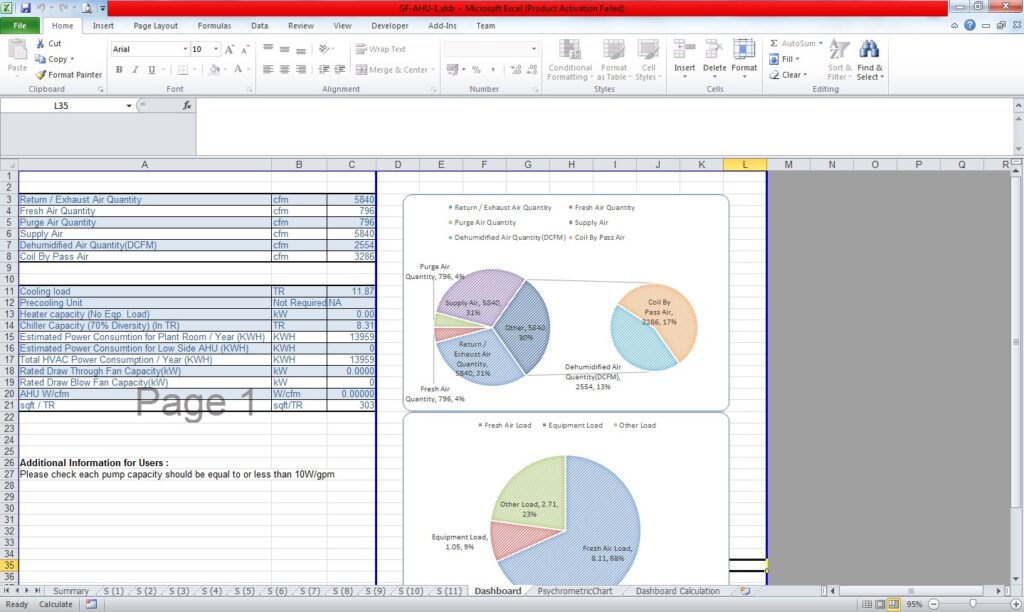 GF-AHU-1.xlsb - Microsoft Excel (Product Activation Failed)
File Home Insert Page Layout Formulas Data Review View Developer Add-Ins Team
Paste
Cut
Copy
Format Painter
Clipboard
Arial 10
B I U
Font
Wrap Text
Merge & Center
Alignment
Number
Conditional Formatting
Format as Table
Cell Styles
Styles
Insert Delete Format
Cells
Σ AutoSum
Fill
Clear
Sort & Filter
Find & Select
Editing
L35 fx
A B C D E F G H I J K L M N O P Q R
1
2
3 Return / Exhaust Air Quantity cfm 5840
4 Fresh Air Quantity cfm 796
5 Purge Air Quantity cfm 796
6 Supply Air cfm 5840
7 Dehumidified Air Quantity(DCFM) cfm 2554
8 Coil By Pass Air cfm 3286
9
10
11 Cooling load TR 11.87
12 Precooling Unit Not Required NA
13 Heater capacity (No Eqp. Load) kW 0.00
14 Chiller Capacity (70% Diversity) (In TR) TR 8.31
15 Estimated Power Consumtion for Plant Room / Year (KWH) KWH 13959
16 Estimated Power Consumtion for Low Side AHU (KWH) KWH 0
17 Total HVAC Power Consumption / Year (KWH) KWH 13959
18 Rated Draw Through Fan Capacity(kW) kW 0.0000
19 Rated Draw Blow Fan Capacity(kW) kW 0
20 AHU W/cfm W/cfm 0.00000
21 sqft / TR sqft/TR 303
Page 1
22
23
24
25
26 Additional Information for Users :
27 Please check each pump capacity should be equal to or less than 10W/gpm
28
29
30
31
32
33
34
35
36
Return / Exhaust Air Quantity Fresh Air Quantity
Purge Air Quantity Supply Air
Dehumidified Air Quantity(DCFM) Coil By Pass Air
Purge Air
Quantity, 796, 4%
Supply Air, 5840,
31%
Other, 5840
30%
Return /
Exhaust Air
Quantity,
5840, 31%
Fresh Air
Quantity, 796, 4%
Coil By
Pass Air,
3286, 17%
Dehumidified Air
Quantity(DCFM),
2554, 13%
Fresh Air Load Equipment Load Other Load
Other Load, 2.71,
23%
Equipment Load,
1.05, 9%
Fresh Air Load,
8.11, 68%
Summary S (1) S (2) S (3) S (4) S (5) S (6) S (7) S (8) S (9) S (10) S (11) Dashboard PsychrometricChart Dashboard Calculation
Ready Calculate 95%